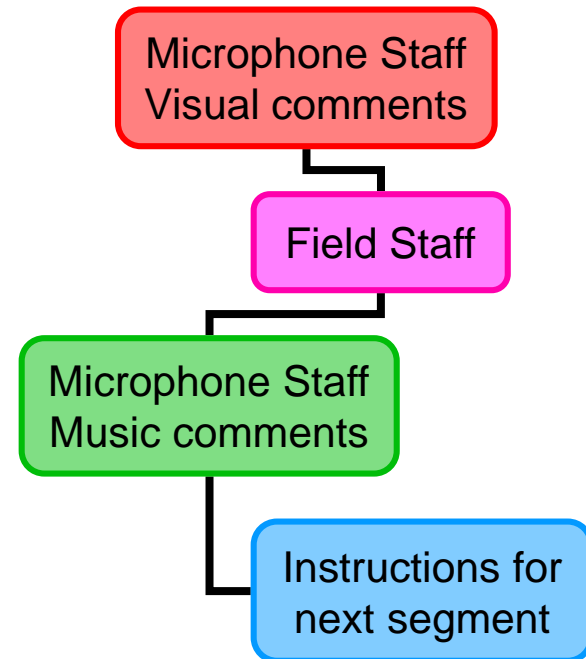 Microphone Staff
Visual comments
Field Staff
Microphone Staff
Music comments
Instructions for
next segment